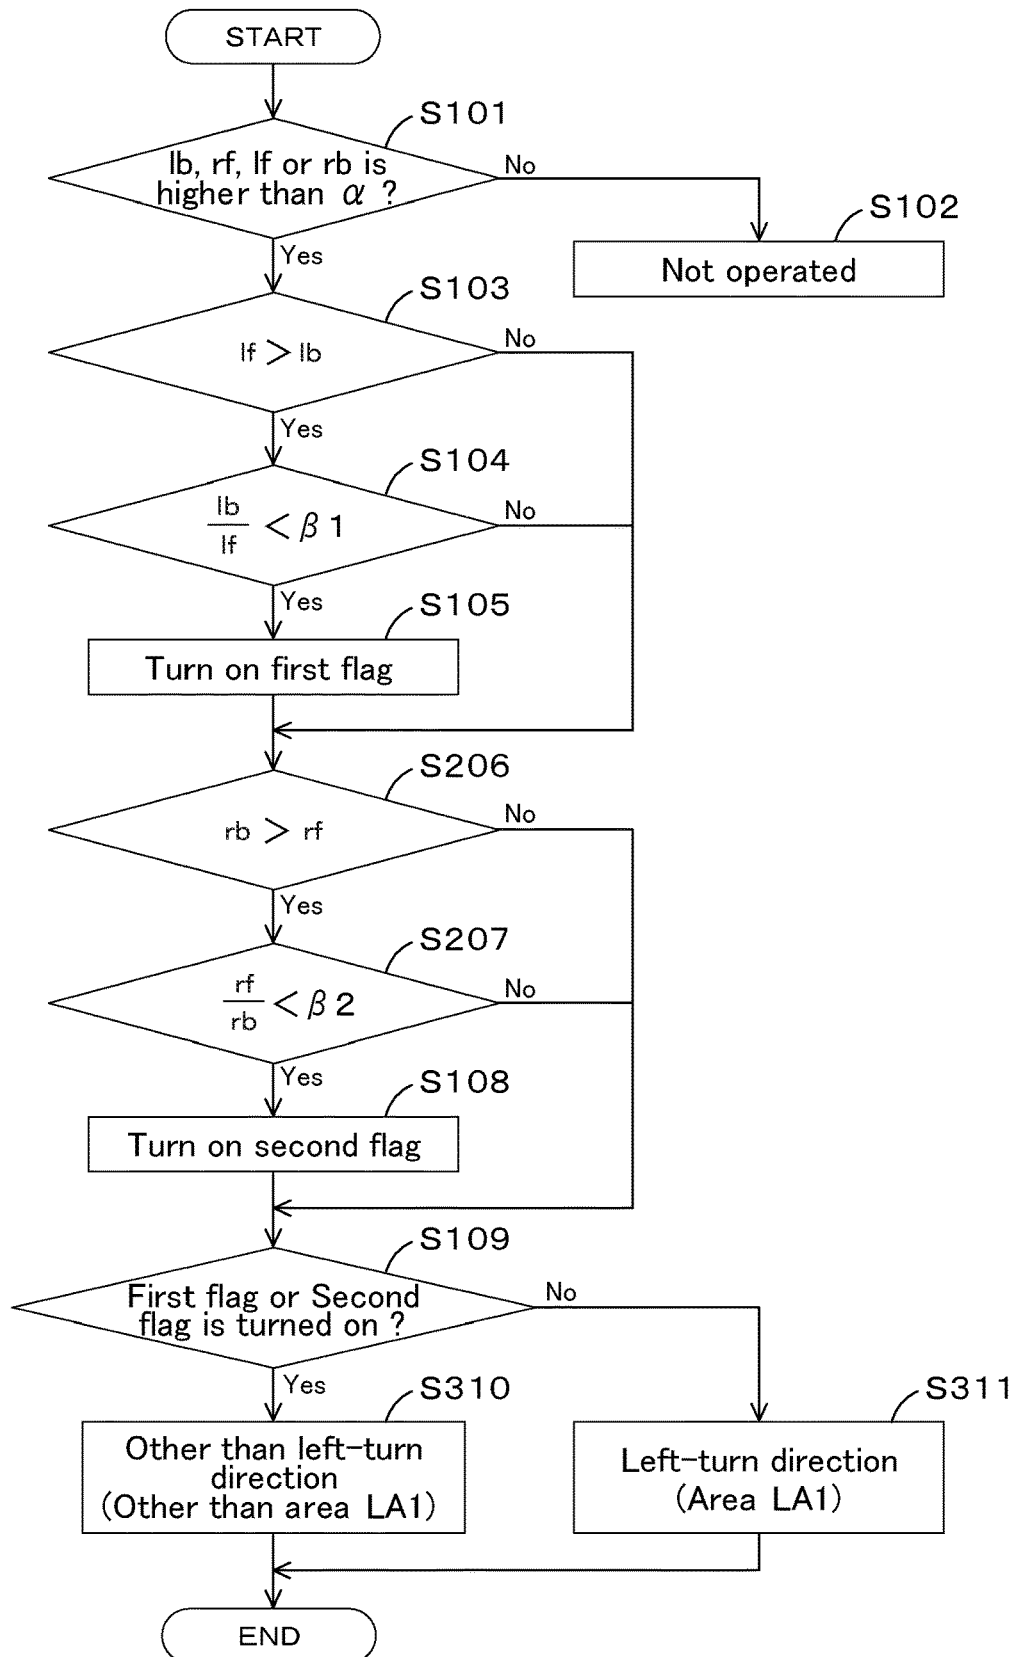 START
S101
lb, rf, lf or rb is
higher than α ?
No
S102
Not operated
Yes
S103
lf > lb
No
Yes
S104
lb
lf
< β 1
No
Yes
S105
Turn on first flag
S206
rb > rf
No
Yes
S207
rf
rb
< β 2
No
Yes
S108
Turn on second flag
S109
First flag or Second
flag is turned on ?
No
Yes
S310
Other than left-turn
direction
(Other than area LA1)
S311
Left-turn direction
(Area LA1)
END